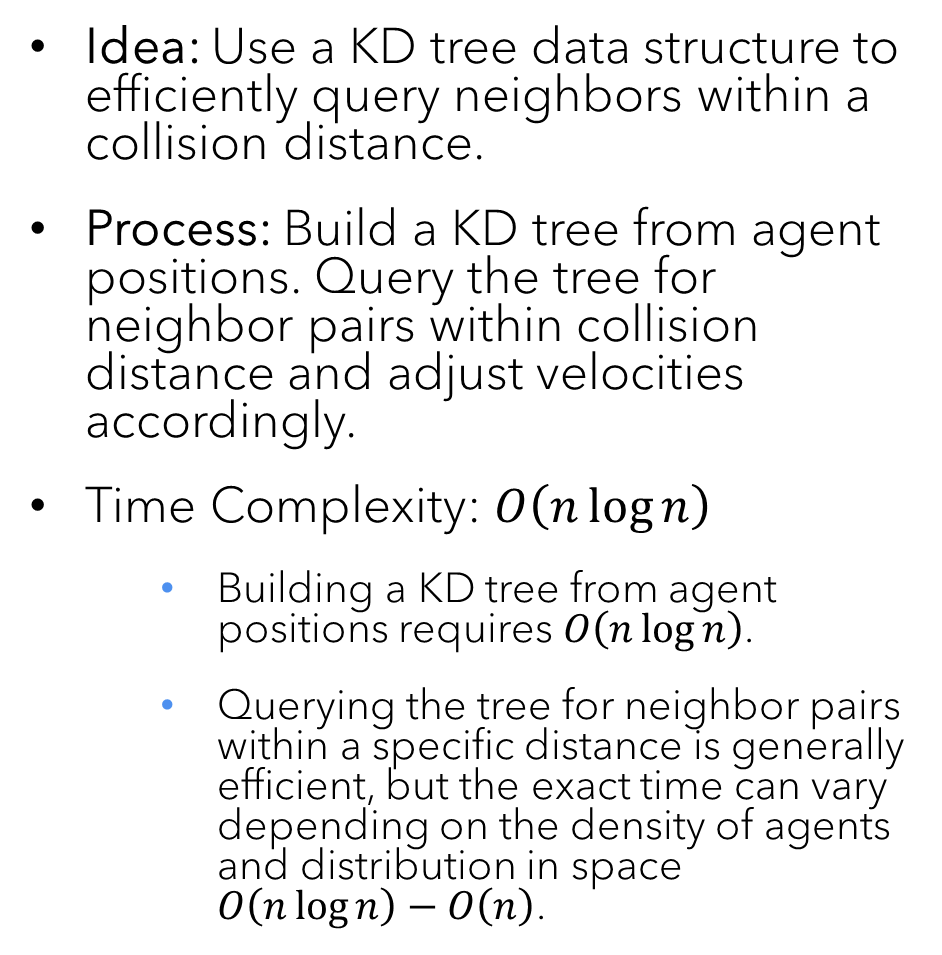 • Idea: Use a KD tree data structure to
efficiently query neighbors within a
collision distance.
• Process: Build a KD tree from agent
positions. Query the tree for
neighbor pairs within collision
distance and adjust velocities
accordingly.
• Time Complexity: O(n log n)
• Building a KD tree from agent
positions requires O(n log n).
• Querying the tree for neighbor pairs
within a specific distance is generally
efficient, but the exact time can vary
depending on the density of agents
and distribution in space
O(n log n) − O(n).